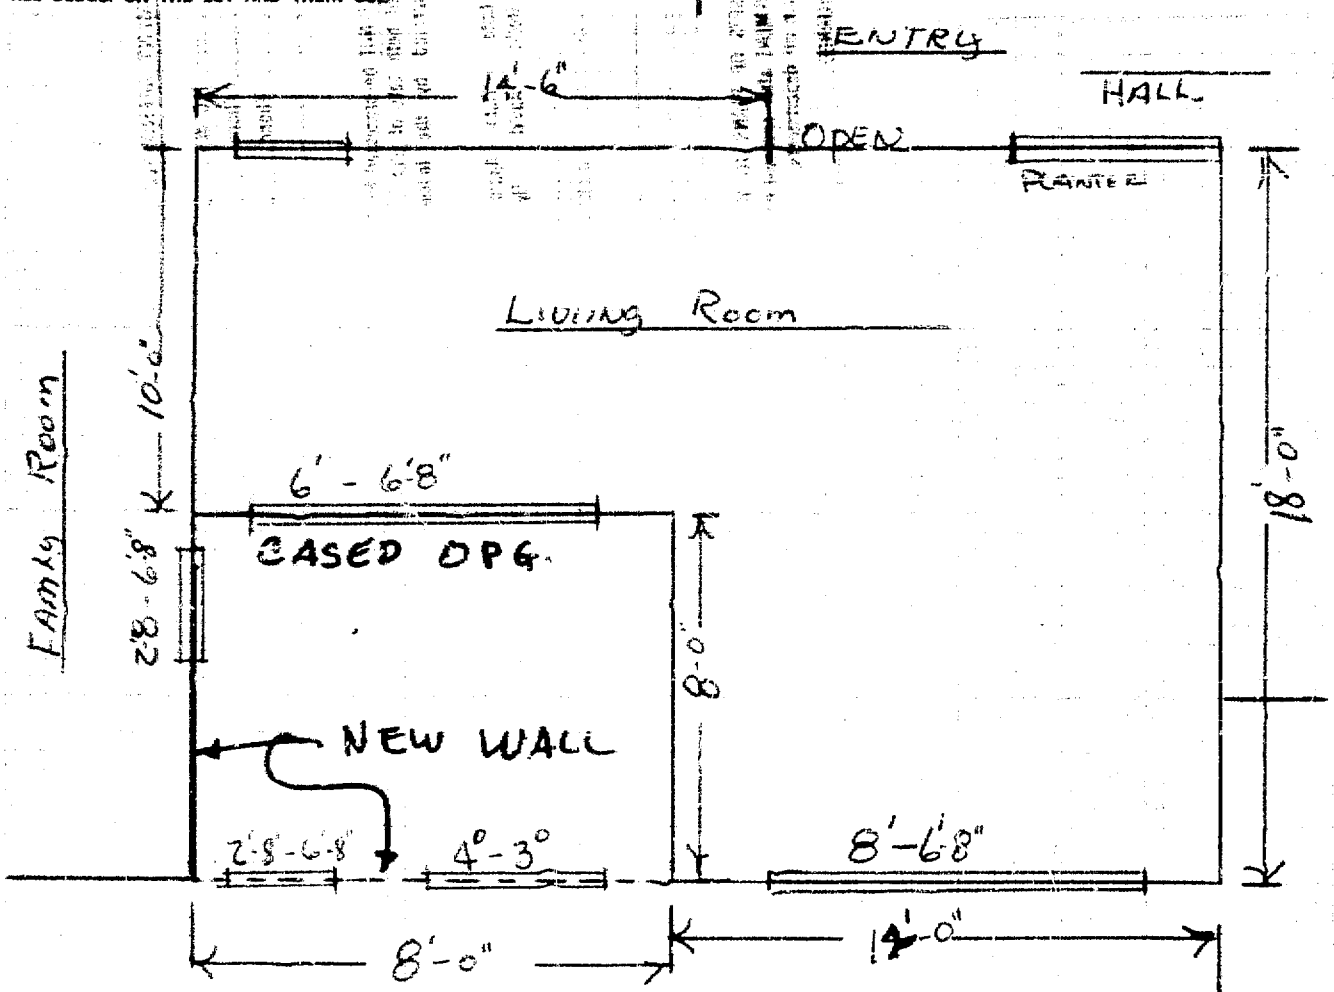 ENTRY
14'-6"
HALL
OPEN
PLANTER
LIVING ROOM
10'-0"
FAMILY ROOM
6' - 6'8"
18'-0"
CASED OPG.
2'8 - 6'8"
8'-0"
NEW WALL
2'-8 - 6'-8"
4⁰-3⁰
8'-6'8"
14'-0"
8'-0"